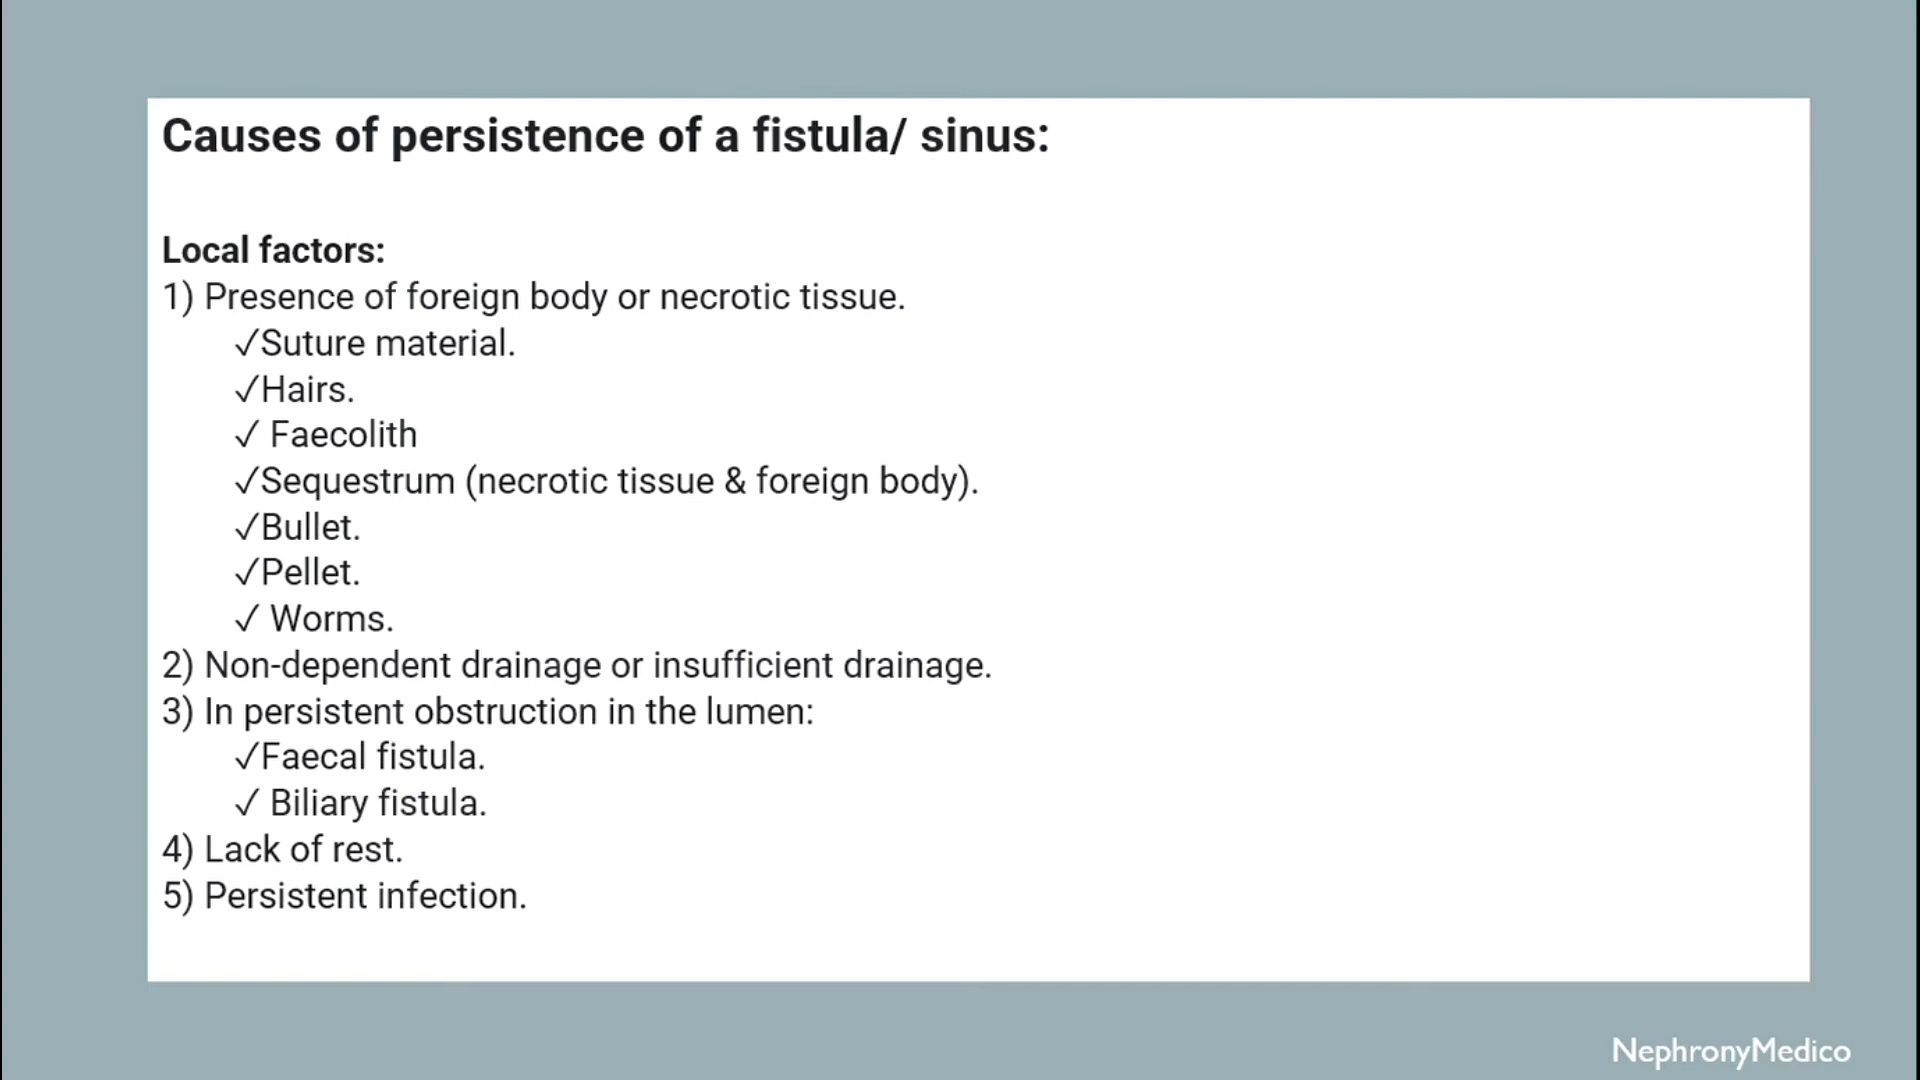 Causes of persistence of a fistula/ sinus:
Local factors:
1) Presence of foreign body or necrotic tissue.
✓Suture material.
✓Hairs.
✓ Faecolith
✓Sequestrum (necrotic tissue & foreign body).
✓Bullet.
✓Pellet.
✓ Worms.
2) Non-dependent drainage or insufficient drainage.
3) In persistent obstruction in the lumen:
✓Faecal fistula.
✓ Biliary fistula.
4) Lack of rest.
5) Persistent infection.
NephronyMedico